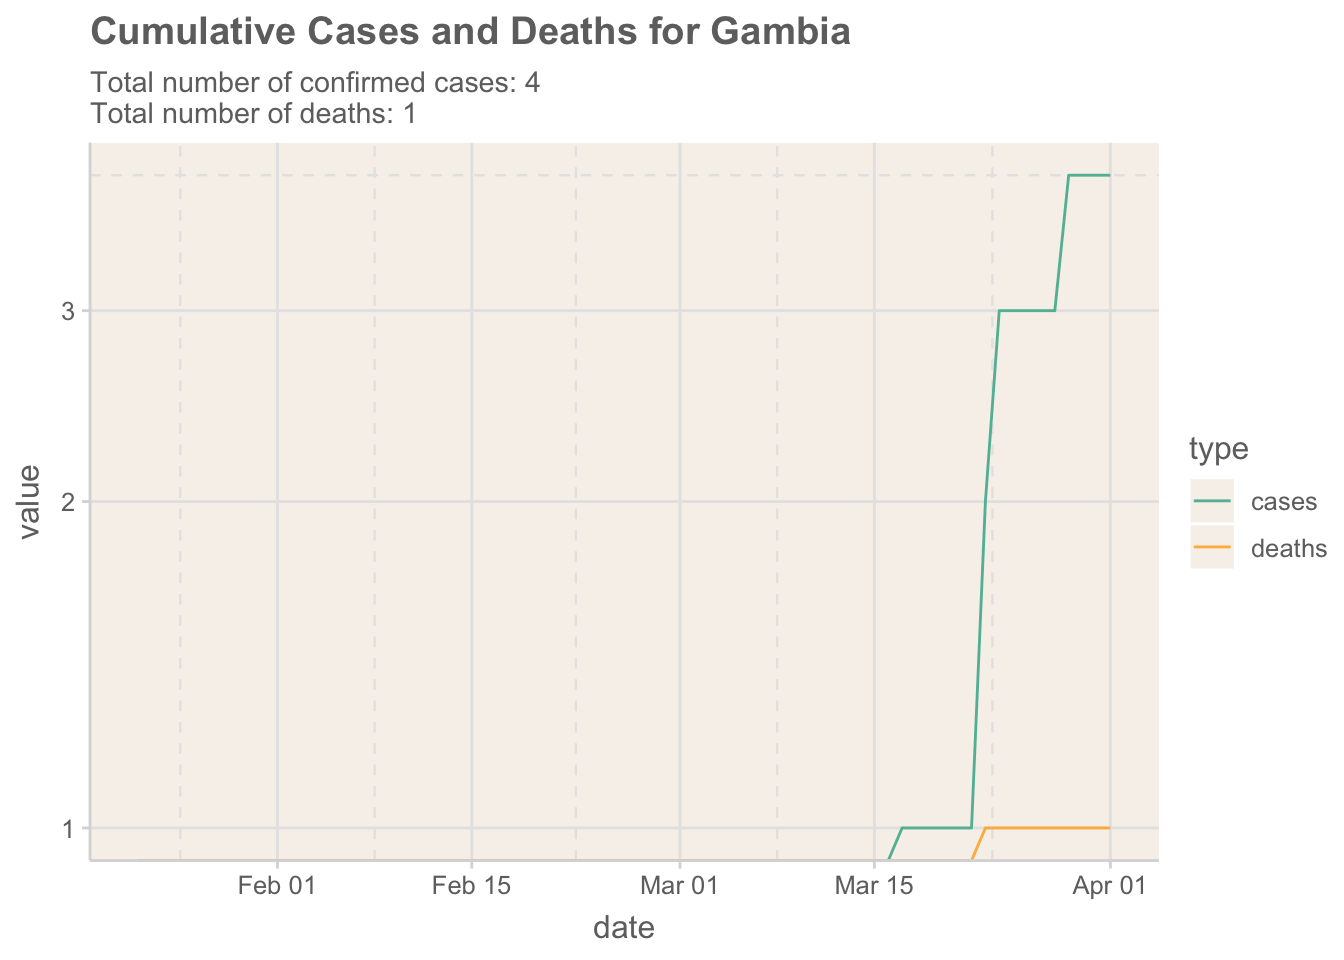 Cumulative Cases and Deaths for Gambia
Total number of confirmed cases: 4
Total number of deaths: 1
3
2
1
value
Feb 01
Feb 15
Mar 01
Mar 15
Apr 01
date
type
cases
deaths